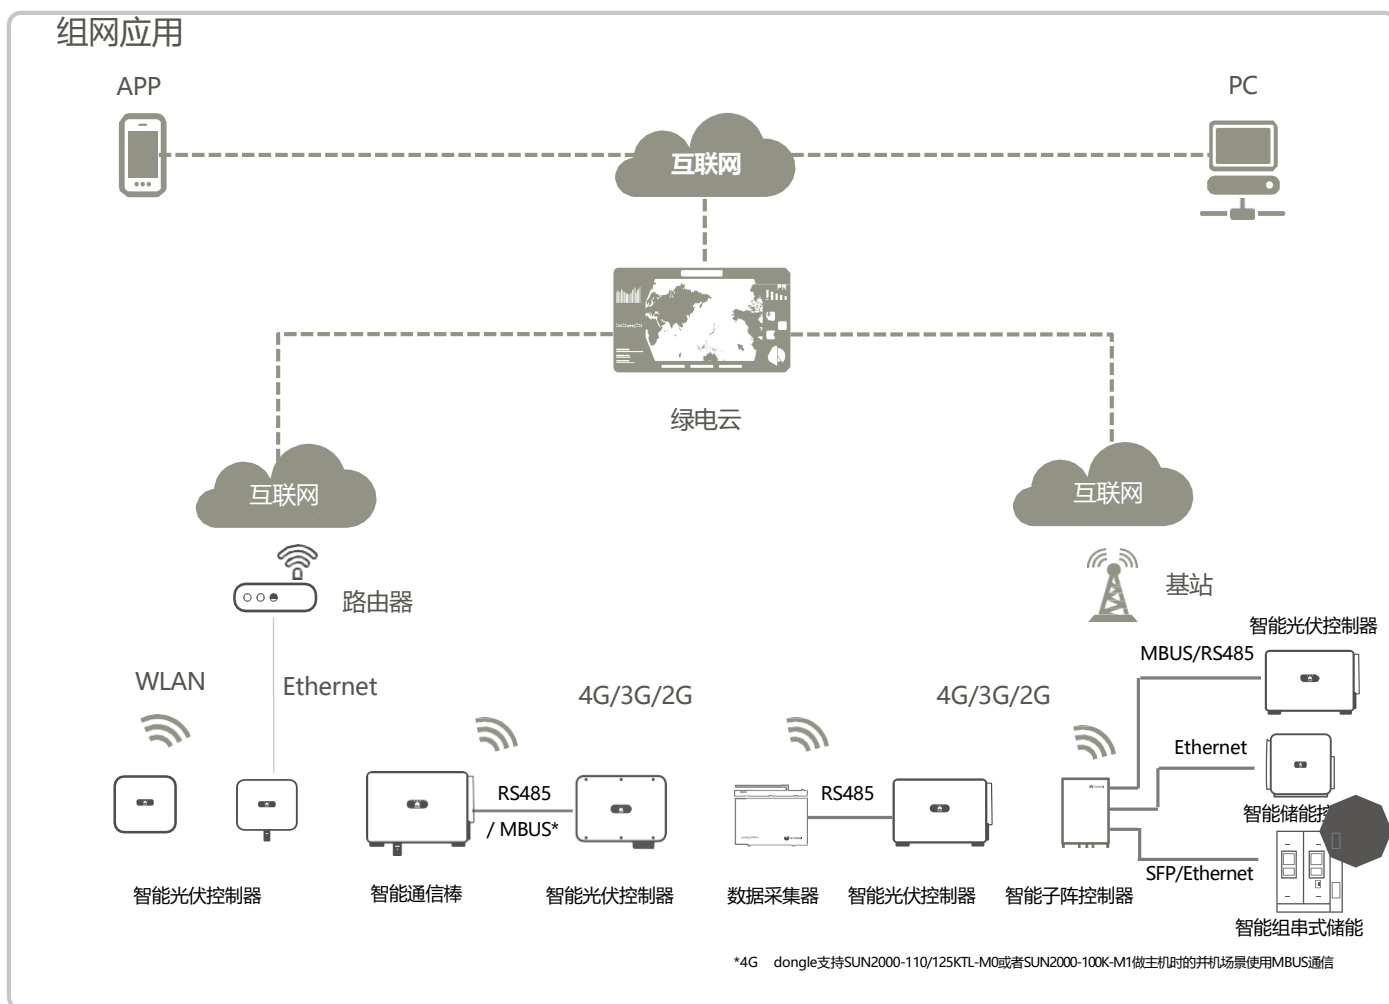 组网应用
APP
PC
互联网
绿电云
互联网
互联网
路由器
基站
智能光伏控制器
MBUS/RS485
WLAN
Ethernet
4G/3G/2G
4G/3G/2G
Ethernet
RS485
/ MBUS*
RS485
智能储能控
SFP/Ethernet
智能光伏控制器
智能通信棒
智能光伏控制器
数据采集器
智能光伏控制器
智能子阵控制器
智能组串式储能
*4G dongle支持SUN2000-110/125KTL-M0或者SUN2000-100K-M1做主机时的并机场景使用MBUS通信